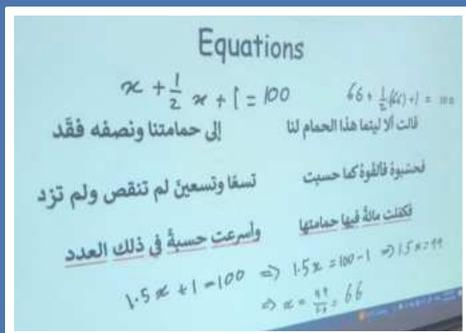 Equations
x + 1/2 x + 1 = 100
66 + 1/2 (66) + 1 = 100
قالت ألا ليتما هذا الحمام لنا إلى حمامتنا ونصفه فقد
فحسبوهُ فألفوهُ كما حسبت تسعًا وتسعينَ لم تنقص ولم تزد
فكملت مائةً فيها حمامتها وأسرعت حسبةً في ذلك العدد
1.5x + 1 = 100 => 1.5x = 100 - 1 => 1.5x = 99
=> x = 99/1.5 = 66